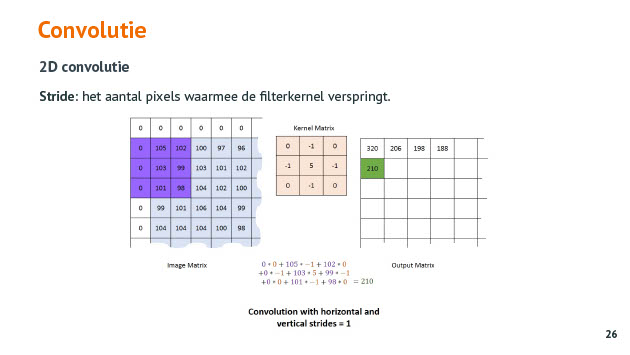 Convolutie
2D convolutie
Stride: het aantal pixels waarmee de filterkernel verspringt.
0 0 0 0 0 0
0 105 102 100 97 96
0 103 99 103 101 102
0 101 98 104 102 100
0 99 101 106 104 99
0 104 104 104 100 98
Image Matrix
Kernel Matrix
0 -1 0
-1 5 -1
0 -1 0
0 * 0 + 105 * −1 + 102 * 0
+0 * −1 + 103 * 5 + 99 * −1
+0 * 0 + 101 * −1 + 98 * 0 = 210
320 206 198 188
210
Output Matrix
Convolution with horizontal and
vertical strides = 1
26